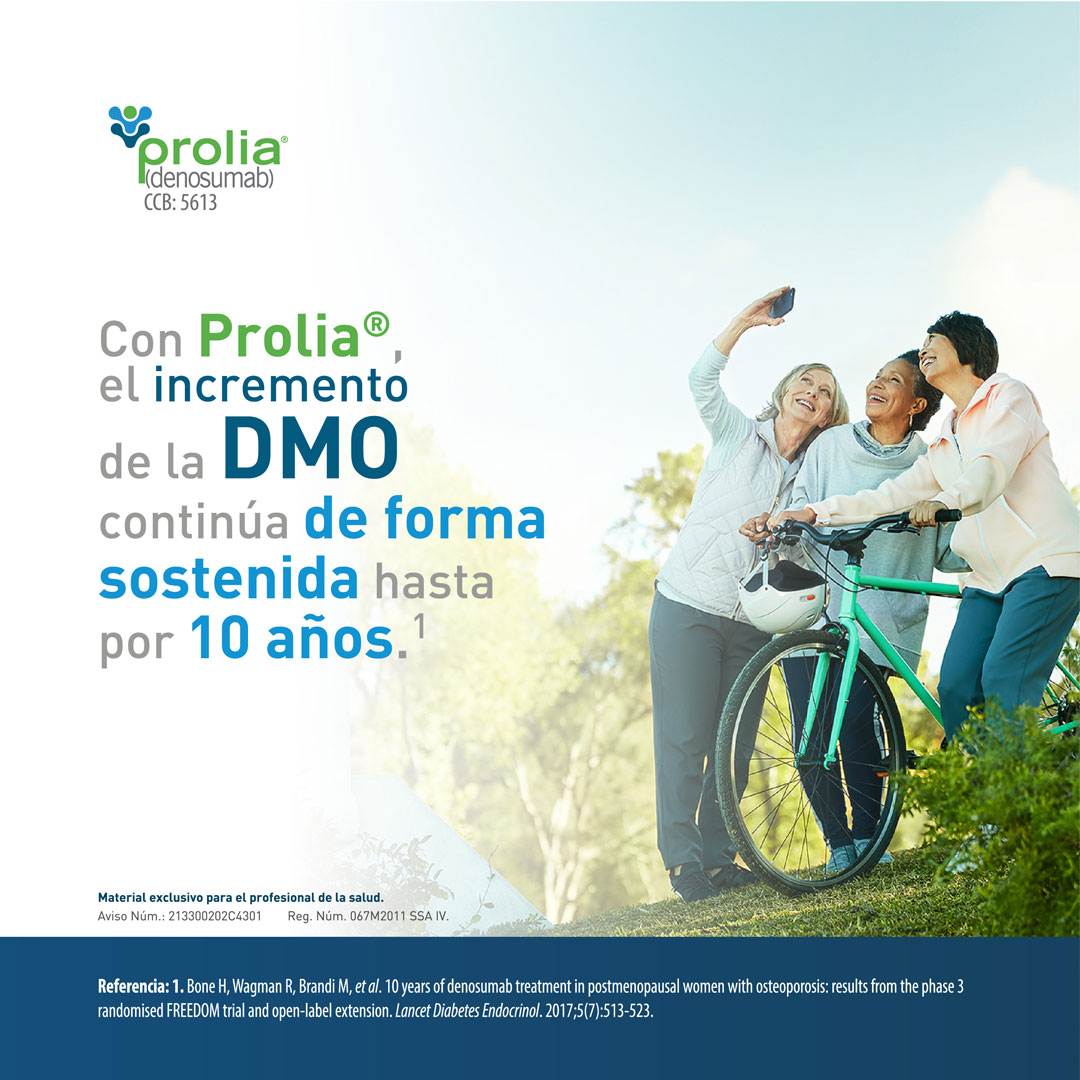 prolia®
(denosumab)
CCB: 5613
Con Prolia®,
el incremento
de la DMO
continúa de forma
sostenida hasta
por 10 años.1
Material exclusivo para el profesional de la salud.
Aviso Núm.: 213300202C4301 Reg. Núm. 067M2011 SSA IV.
Referencia: 1. Bone H, Wagman R, Brandi M, et al. 10 years of denosumab treatment in postmenopausal women with osteoporosis: results from the phase 3
randomised FREEDOM trial and open-label extension. Lancet Diabetes Endocrinol. 2017;5(7):513-523.